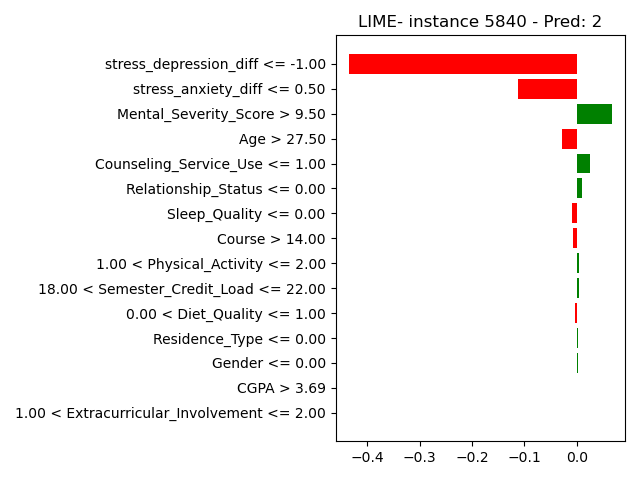 LIME- instance 5840 - Pred: 2
stress_depression_diff <= -1.00
stress_anxiety_diff <= 0.50
Mental_Severity_Score > 9.50
Age > 27.50
Counseling_Service_Use <= 1.00
Relationship_Status <= 0.00
Sleep_Quality <= 0.00
Course > 14.00
1.00 < Physical_Activity <= 2.00
18.00 < Semester_Credit_Load <= 22.00
0.00 < Diet_Quality <= 1.00
Residence_Type <= 0.00
Gender <= 0.00
CGPA > 3.69
1.00 < Extracurricular_Involvement <= 2.00
−0.4 −0.3 −0.2 −0.1 0.0